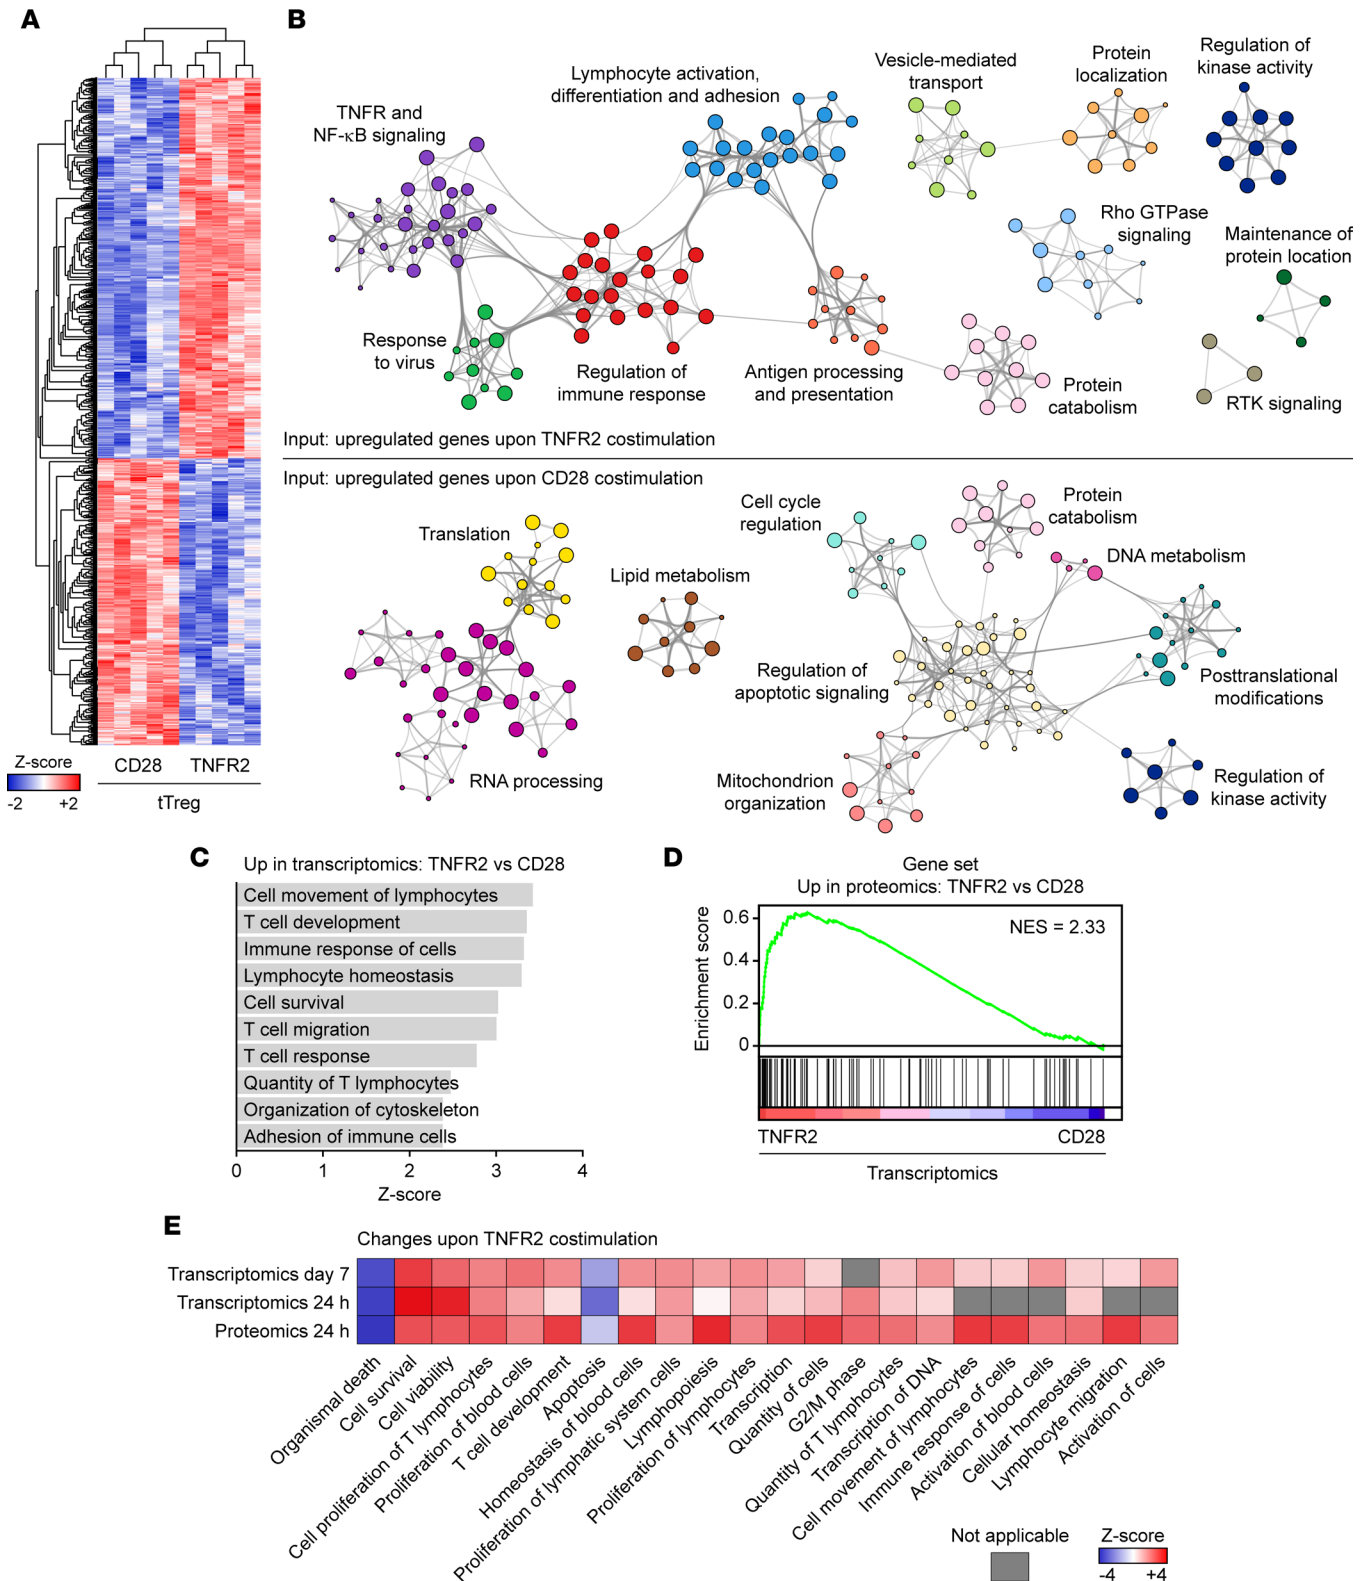 A
Z-score
-2
+2
CD28
TNFR2
tTreg
B
TNFR and
NF-κB signaling
Lymphocyte activation,
differentiation and adhesion
Vesicle-mediated
transport
Protein
localization
Regulation of
kinase activity
Rho GTPase
signaling
Maintenance of
protein location
Response
to virus
Regulation of
immune response
Antigen processing
and presentation
Protein
catabolism
RTK signaling
Input: upregulated genes upon TNFR2 costimulation
Input: upregulated genes upon CD28 costimulation
Translation
Lipid metabolism
Cell cycle
regulation
Protein
catabolism
DNA metabolism
Regulation of
apoptotic signaling
Posttranslational
modifications
RNA processing
Mitochondrion
organization
Regulation of
kinase activity
C
Up in transcriptomics: TNFR2 vs CD28
Cell movement of lymphocytes
T cell development
Immune response of cells
Lymphocyte homeostasis
Cell survival
T cell migration
T cell response
Quantity of T lymphocytes
Organization of cytoskeleton
Adhesion of immune cells
0
1
2
3
4
Z-score
D
Gene set
Up in proteomics: TNFR2 vs CD28
Enrichment score
0.6
0.4
0.2
0
NES = 2.33
TNFR2
CD28
Transcriptomics
E
Changes upon TNFR2 costimulation
Transcriptomics day 7
Transcriptomics 24 h
Proteomics 24 h
Organismal death
Cell survival
Cell viability
Cell proliferation of T lymphocytes
Proliferation of blood cells
T cell development
Apoptosis
Homeostasis of blood cells
Proliferation of lymphatic system cells
Lymphopoiesis
Proliferation of lymphocytes
Transcription
Quantity of cells
G2/M phase
Quantity of T lymphocytes
Transcription of DNA
Cell movement of lymphocytes
Immune response of cells
Activation of blood cells
Cellular homeostasis
Lymphocyte migration
Activation of cells
Not applicable
Z-score
-4
+4